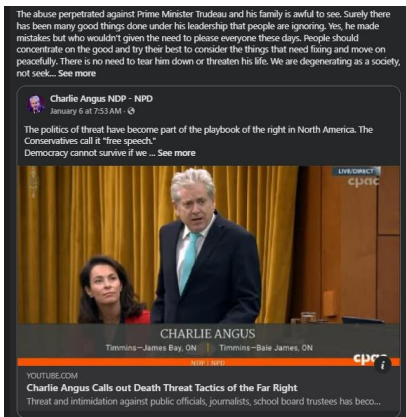 The abuse perpetrated against Prime Minister Trudeau and his family is awful to see. Surely there
has been many good things done under his leadership that people are ignoring. Yes, he made
mistakes but who wouldn't given the need to please everyone these days. People should
concentrate on the good and try their best to consider the things that need fixing and move on
peacefully. There is no need to tear him down or threaten his life. We are degenerating as a society,
not seek... See more
Charlie Angus NDP - NPD
January 6 at 7:53 AM ·
The politics of threat have become part of the playbook of the right in North America. The
Conservatives call it "free speech."
Democracy cannot survive if we ... See more
LIVE/DIRECT
cpac
CHARLIE ANGUS
Timmins—James Bay, ON | Timmins—Baie James, ON
NDP | NPD
cpac
YOUTUBE.COM
Charlie Angus Calls out Death Threat Tactics of the Far Right
Threat and intimidation against public officials, journalists, school board trustees has beco...